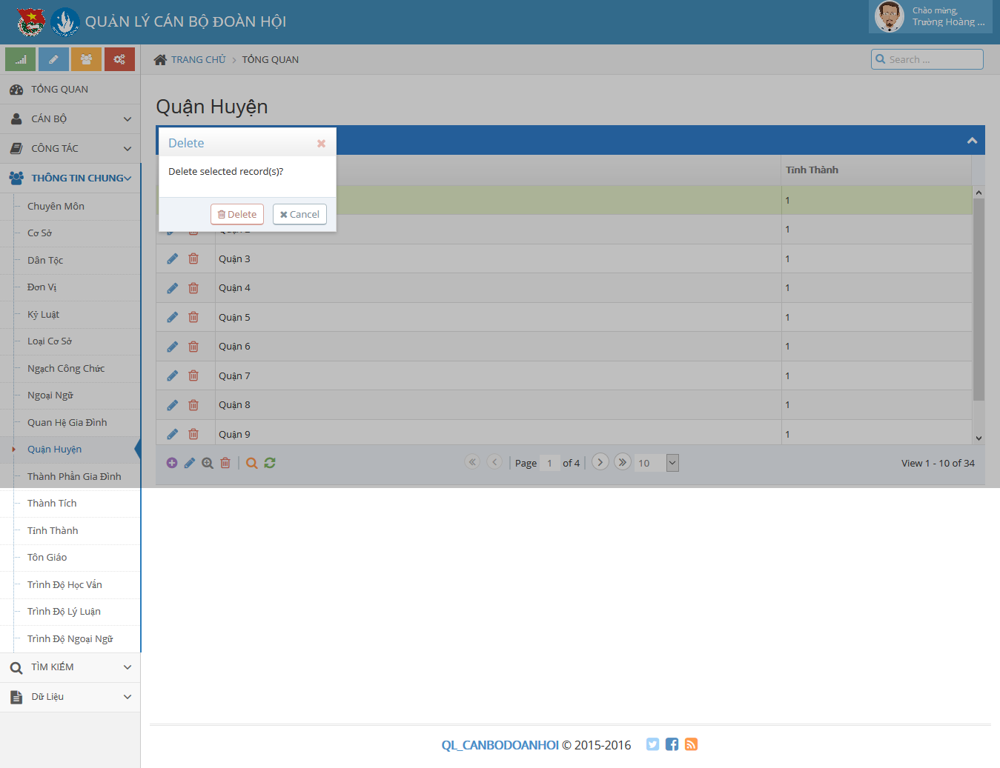 QUẢN LÝ CÁN BỘ ĐOÀN HỘI
Chào mừng,
Trường Hoàng ...
TRANG CHỦ > TỔNG QUAN
Search ...
TỔNG QUAN
CÁN BỘ
CÔNG TÁC
THÔNG TIN CHUNG
Chuyên Môn
Cơ Sở
Dân Tộc
Đơn Vị
Kỷ Luật
Loại Cơ Sở
Ngạch Công Chức
Ngoại Ngữ
Quan Hệ Gia Đình
Quận Huyện
Thành Phần Gia Đình
Thành Tích
Tỉnh Thành
Tôn Giáo
Trình Độ Học Vấn
Trình Độ Lý Luận
Trình Độ Ngoại Ngữ
TÌM KIẾM
Dữ Liệu
Quận Huyện
Delete
Delete selected record(s)?
Delete Cancel
Tỉnh Thành
1
1
Quận 3 1
Quận 4 1
Quận 5 1
Quận 6 1
Quận 7 1
Quận 8 1
Quận 9 1
Page 1 of 4 10 View 1 - 10 of 34
QL_CANBODOANHOI © 2015-2016